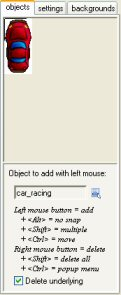 objects settings backgrounds
Object to add with left mouse:
car_racing
Left mouse button = add
+ <Alt> = no snap
+ <Shift> = multiple
+ <Ctrl> = move
Right mouse button = delete
+ <Shift> = delete all
+ <Ctrl> = popup menu
Delete underlying